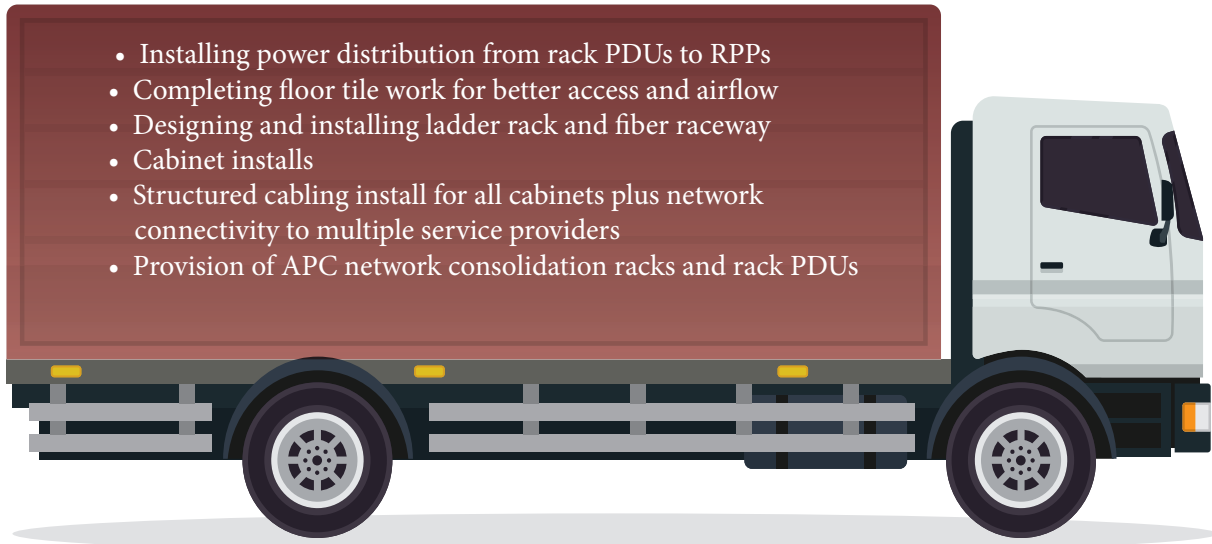 • Installing power distribution from rack PDUs to RPPs
• Completing floor tile work for better access and airflow
• Designing and installing ladder rack and fiber raceway
• Cabinet installs
• Structured cabling install for all cabinets plus network
connectivity to multiple service providers
• Provision of APC network consolidation racks and rack PDUs